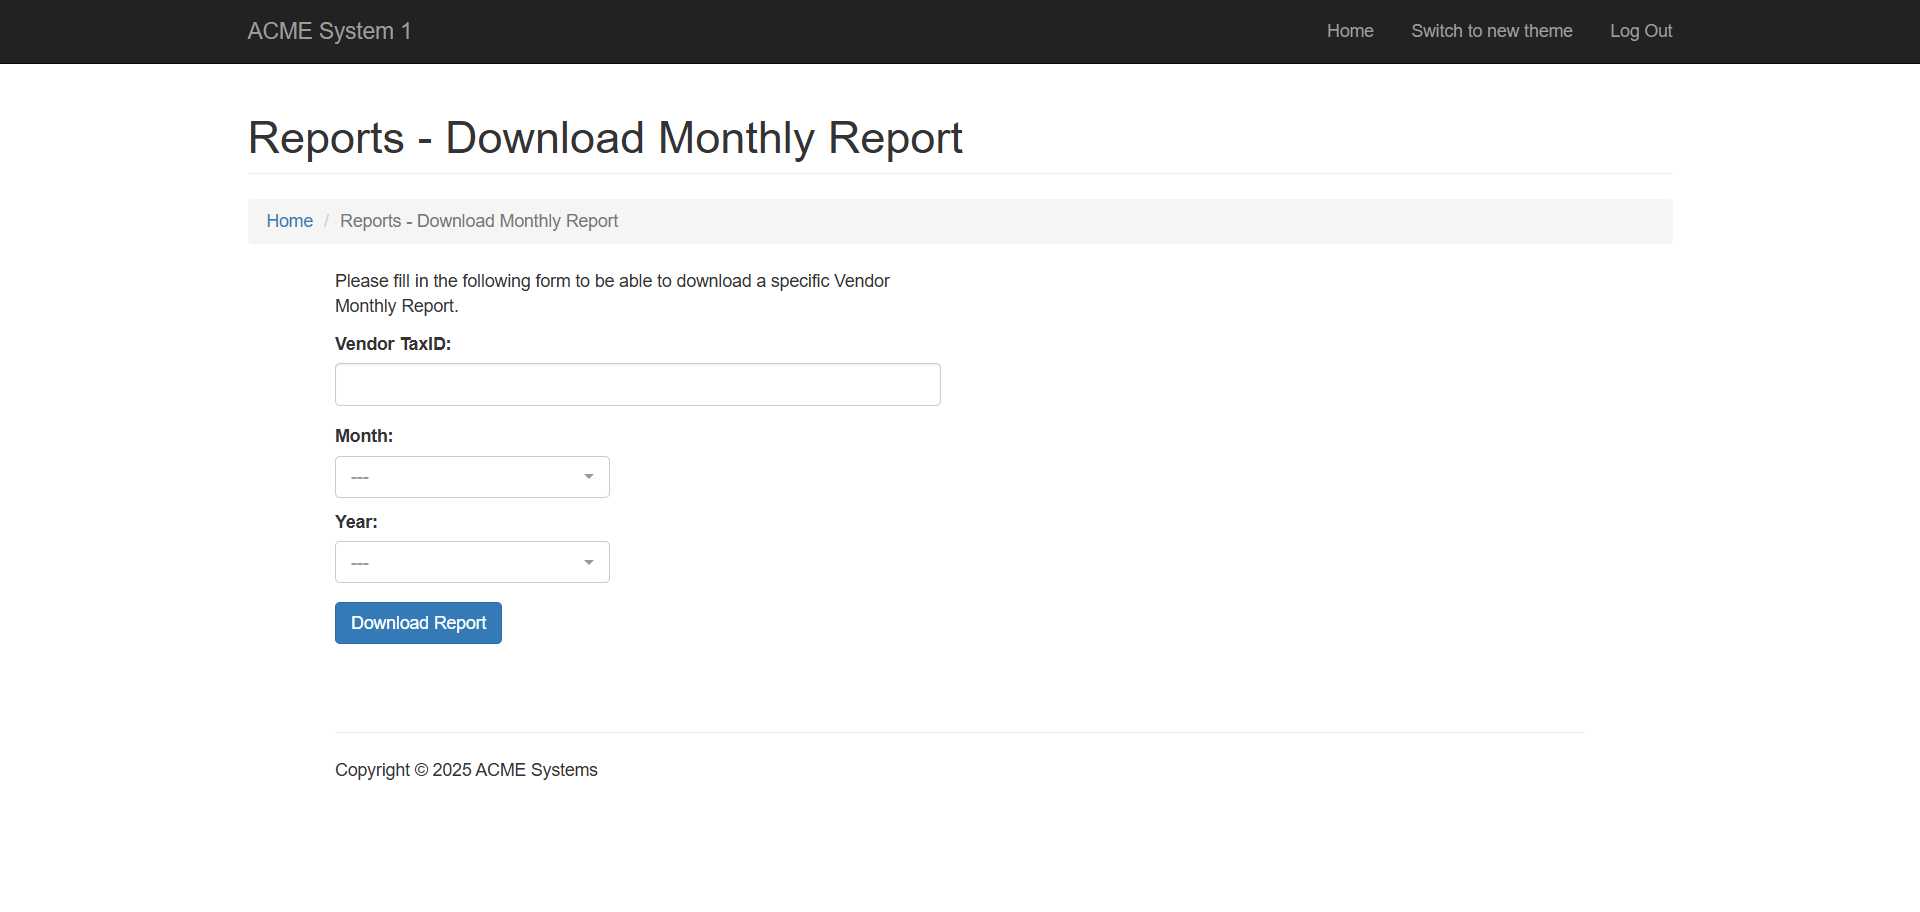 ACME System 1
Home
Switch to new theme
Log Out
Reports - Download Monthly Report
Home / Reports - Download Monthly Report
Please fill in the following form to be able to download a specific Vendor
Monthly Report.
Vendor TaxID:
Month:
---
Year:
---
Download Report
Copyright © 2025 ACME Systems